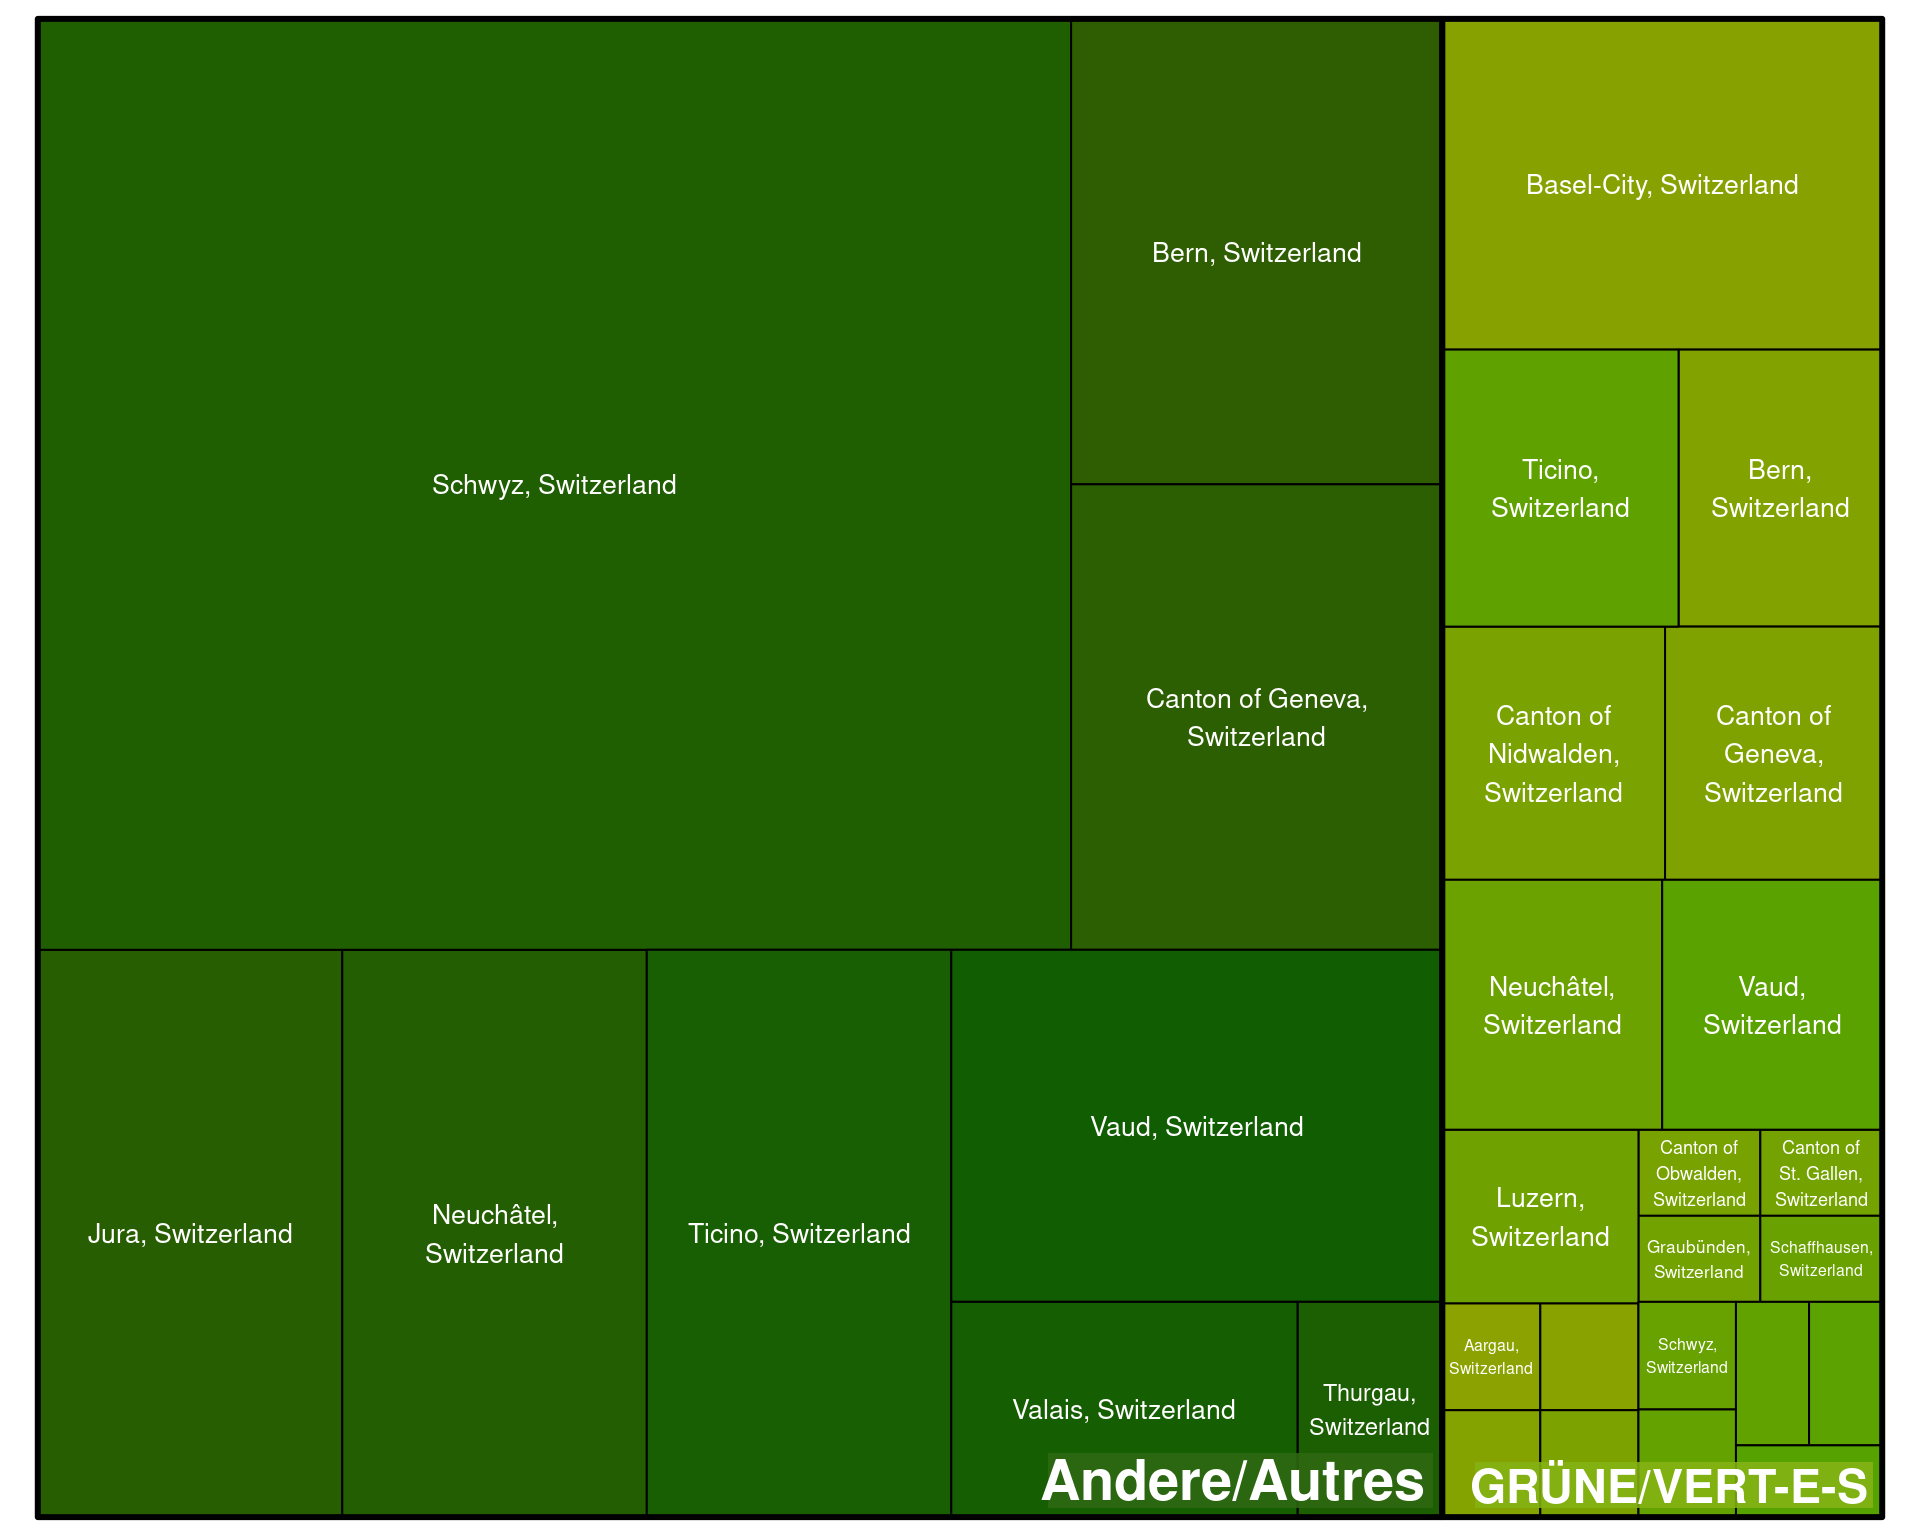 Schwyz, Switzerland
Bern, Switzerland
Canton of Geneva,
Switzerland
Jura, Switzerland
Neuchâtel,
Switzerland
Ticino, Switzerland
Vaud, Switzerland
Valais, Switzerland
Thurgau,
Switzerland
Andere/Autres
Basel-City, Switzerland
Ticino,
Switzerland
Bern,
Switzerland
Canton of
Nidwalden,
Switzerland
Canton of
Geneva,
Switzerland
Neuchâtel,
Switzerland
Vaud,
Switzerland
Luzern,
Switzerland
Canton of
Obwalden,
Switzerland
Canton of
St. Gallen,
Switzerland
Graubünden,
Switzerland
Schaffhausen,
Switzerland
Aargau,
Switzerland
Schwyz,
Switzerland
GRÜNE/VERT-E-S